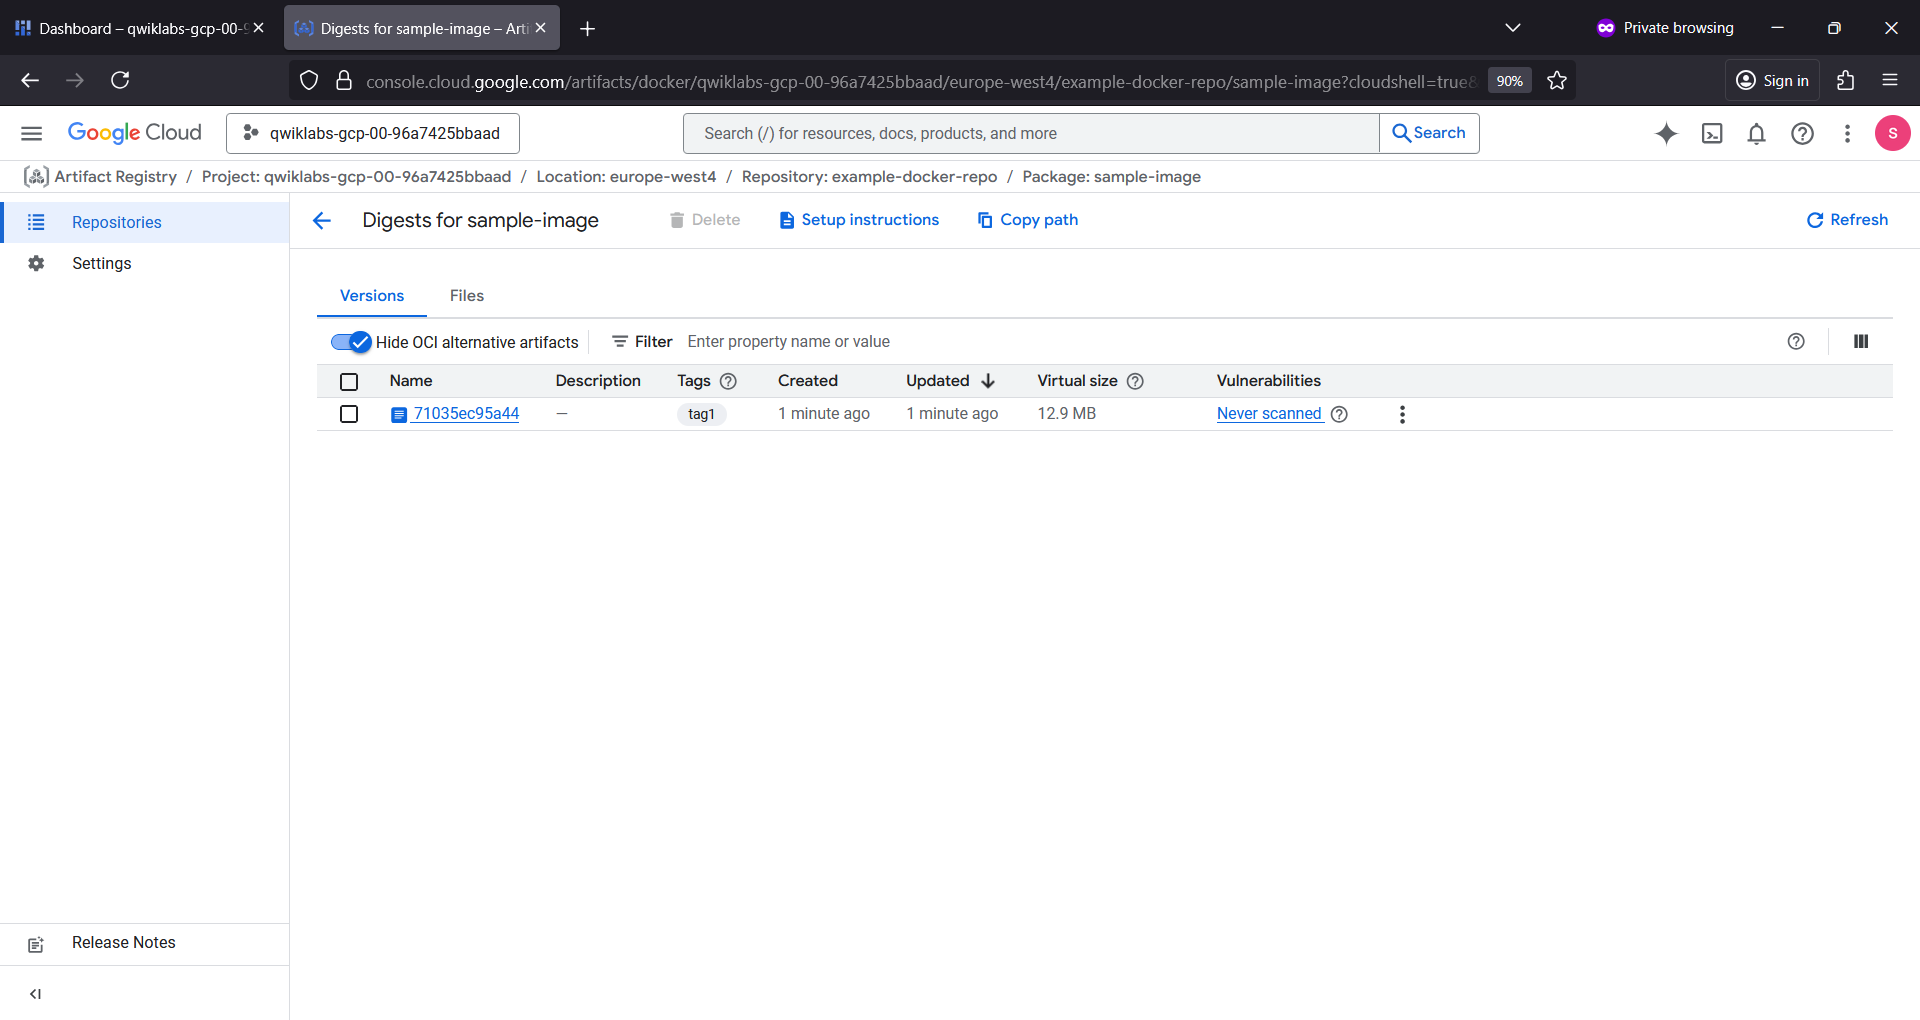 Dashboard – qwiklabs-gcp-00-9
Digests for sample-image – Arti
Private browsing
console.cloud.google.com/artifacts/docker/qwiklabs-gcp-00-96a7425bbaad/europe-west4/example-docker-repo/sample-image?cloudshell=true&
90%
Sign in
Google Cloud
qwiklabs-gcp-00-96a7425bbaad
Search (/) for resources, docs, products, and more
Search
S
Artifact Registry / Project: qwiklabs-gcp-00-96a7425bbaad / Location: europe-west4 / Repository: example-docker-repo / Package: sample-image
Repositories
Settings
Release Notes
Digests for sample-image
Delete
Setup instructions
Copy path
Refresh
Versions
Files
Hide OCI alternative artifacts
Filter
Enter property name or value
Name Description Tags Created Updated Virtual size Vulnerabilities
71035ec95a44 — tag1 1 minute ago 1 minute ago 12.9 MB Never scanned